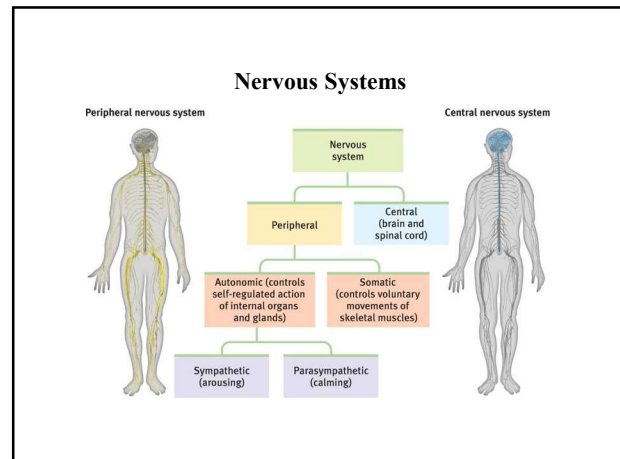 Nervous Systems
Peripheral nervous system
Central nervous system
Nervous
system
Peripheral
Central
(brain and
spinal cord)
Autonomic (controls
self-regulated action
of internal organs
and glands)
Somatic
(controls voluntary
movements of
skeletal muscles)
Sympathetic
(arousing)
Parasympathetic
(calming)